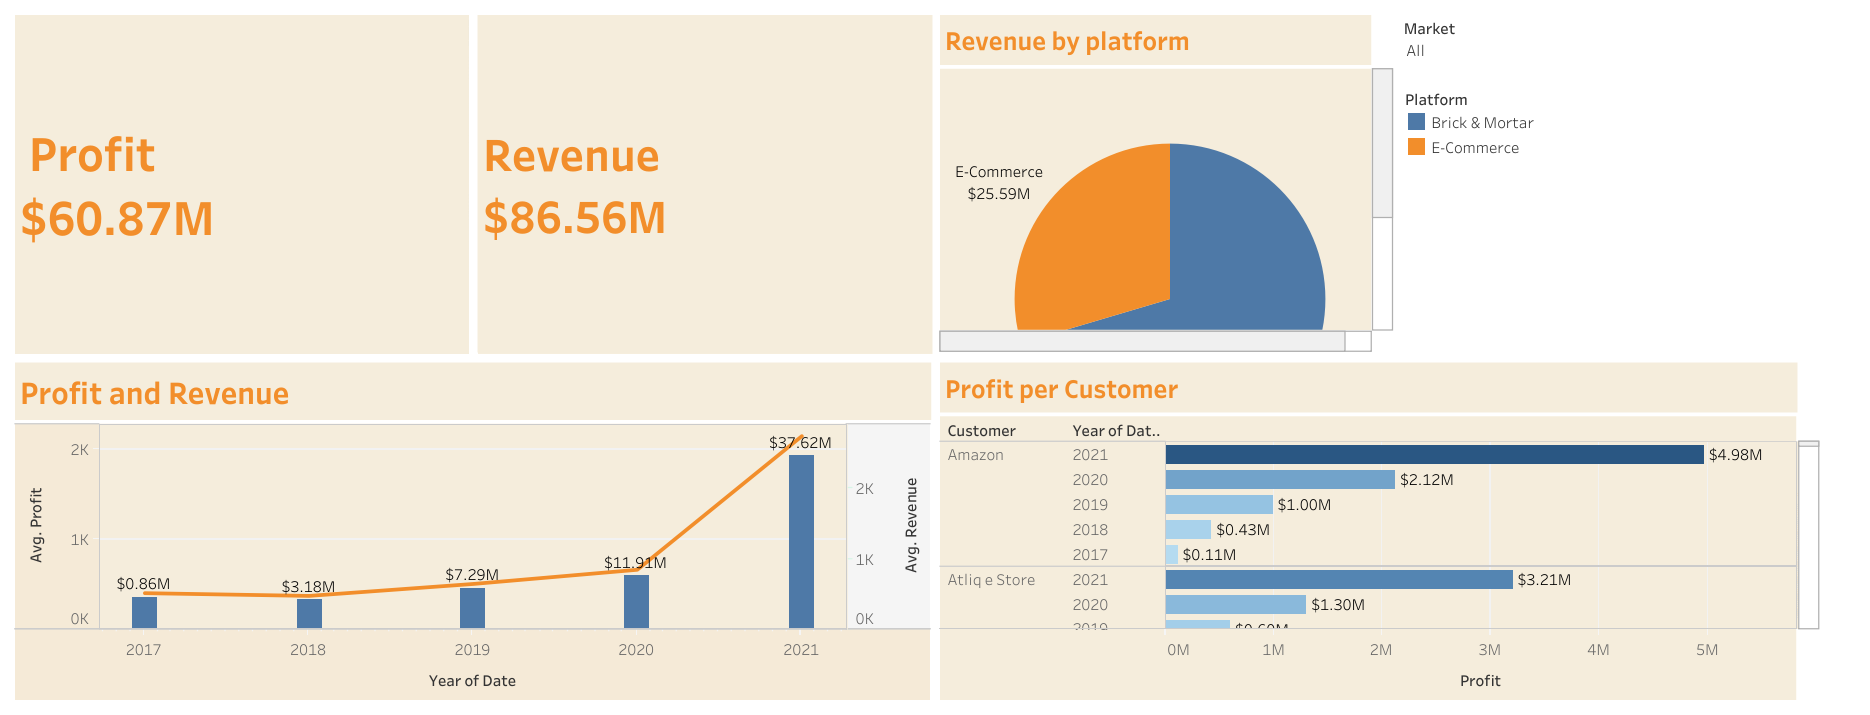 Profit
$60.87M
Revenue
$86.56M
Revenue by platform
E-Commerce
$25.59M
Market
All
Platform
Brick & Mortar
E-Commerce
Profit and Revenue
2K
1K
0K
Avg. Profit
$0.86M
$3.18M
$7.29M
$11.91M
$37.62M
2K
1K
0K
Avg. Revenue
2017 2018 2019 2020 2021
Year of Date
Profit per Customer
Customer Year of Dat..
Amazon 2021 $4.98M
2020 $2.12M
2019 $1.00M
2018 $0.43M
2017 $0.11M
Atliq e Store 2021 $3.21M
2020 $1.30M
2019
0M 1M 2M 3M 4M 5M
Profit